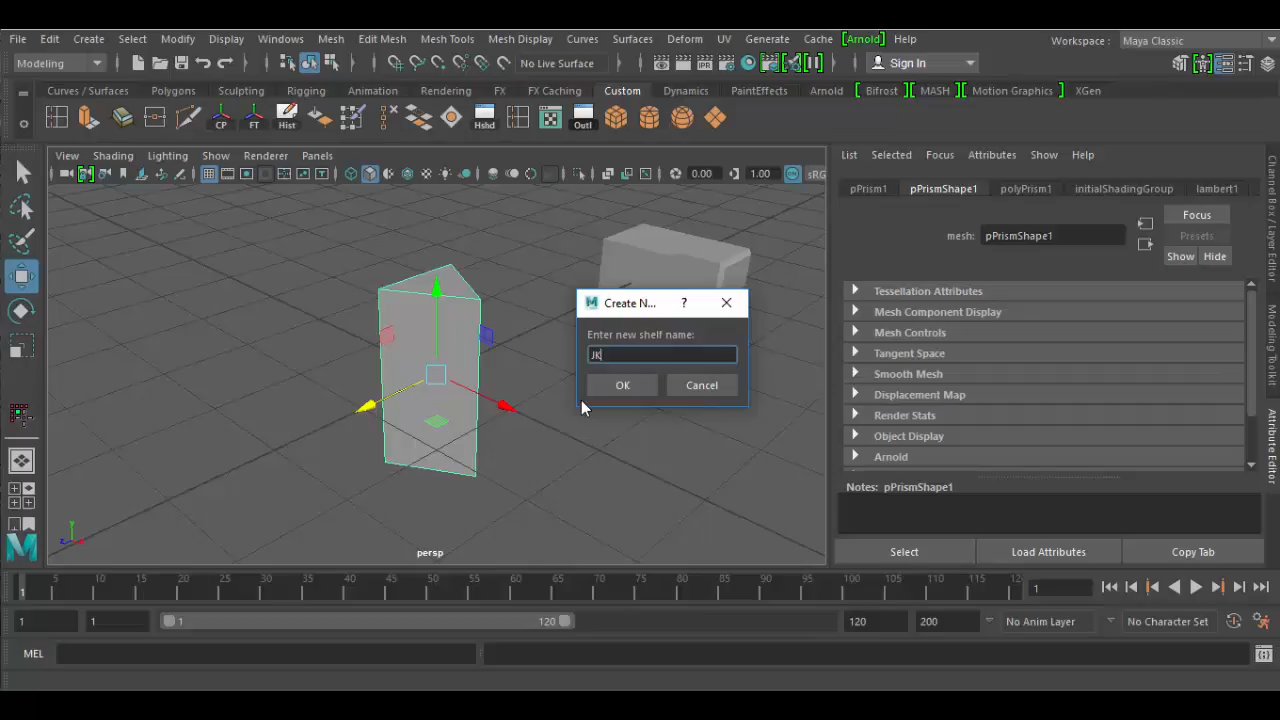 File Edit Create Select Modify Display Windows Mesh Edit Mesh Mesh Tools Mesh Display Curves Surfaces Deform UV Generate Cache [Arnold] Help Workspace : Maya Classic
Modeling No Live Surface Sign In
Curves / Surfaces Polygons Sculpting Rigging Animation Rendering FX FX Caching Custom Dynamics PaintEffects Arnold [ Bifrost ] [ MASH ] [ Motion Graphics ] XGen
CP FT Hist Hshd Outl
View Shading Lighting Show Renderer Panels List Selected Focus Attributes Show Help
0.00 1.00 sRG
pPrism1 pPrismShape1 polyPrism1 initialShadingGroup lambert1
mesh: pPrismShape1
Focus
Presets
Show Hide
Create N... ?
Enter new shelf name:
JK
OK Cancel
Tessellation Attributes
Mesh Component Display
Mesh Controls
Tangent Space
Smooth Mesh
Displacement Map
Render Stats
Object Display
Arnold
Notes: pPrismShape1
Select Load Attributes Copy Tab
Channel Box / Layer Editor
Modeling Toolkit
Attribute Editor
y
z
persp
1 5 10 15 20 25 30 35 40 45 50 55 60 65 70 75 80 85 90 95 100 105 110 115 12 1
1 1 1 120 120 200 No Anim Layer No Character Set
MEL